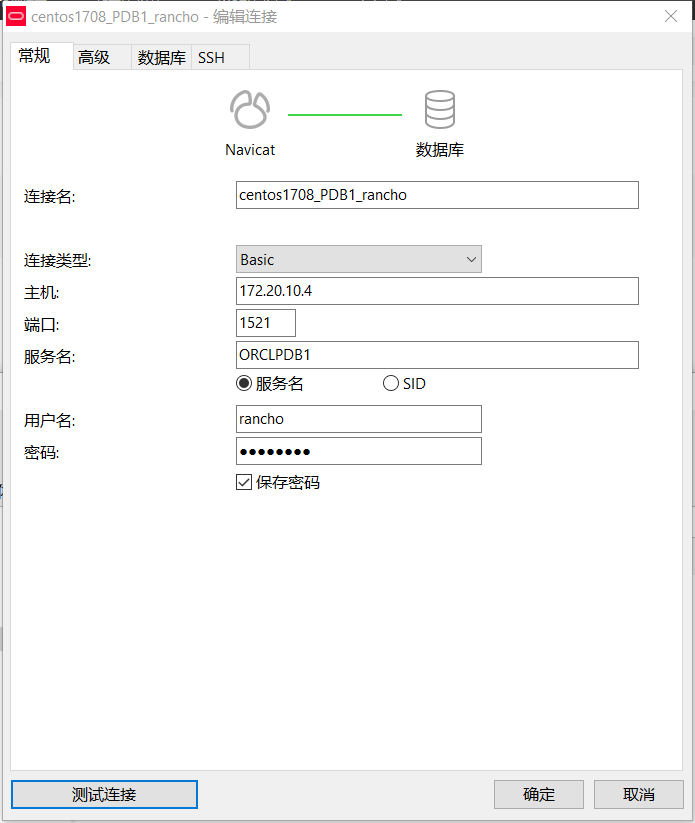 centos1708_PDB1_rancho - 编辑连接
常规 高级 数据库 SSH
Navicat 数据库
连接名: centos1708_PDB1_rancho
连接类型: Basic
主机: 172.20.10.4
端口: 1521
服务名: ORCLPDB1
服务名 SID
用户名: rancho
密码: ●●●●●●●●
保存密码
测试连接 确定 取消